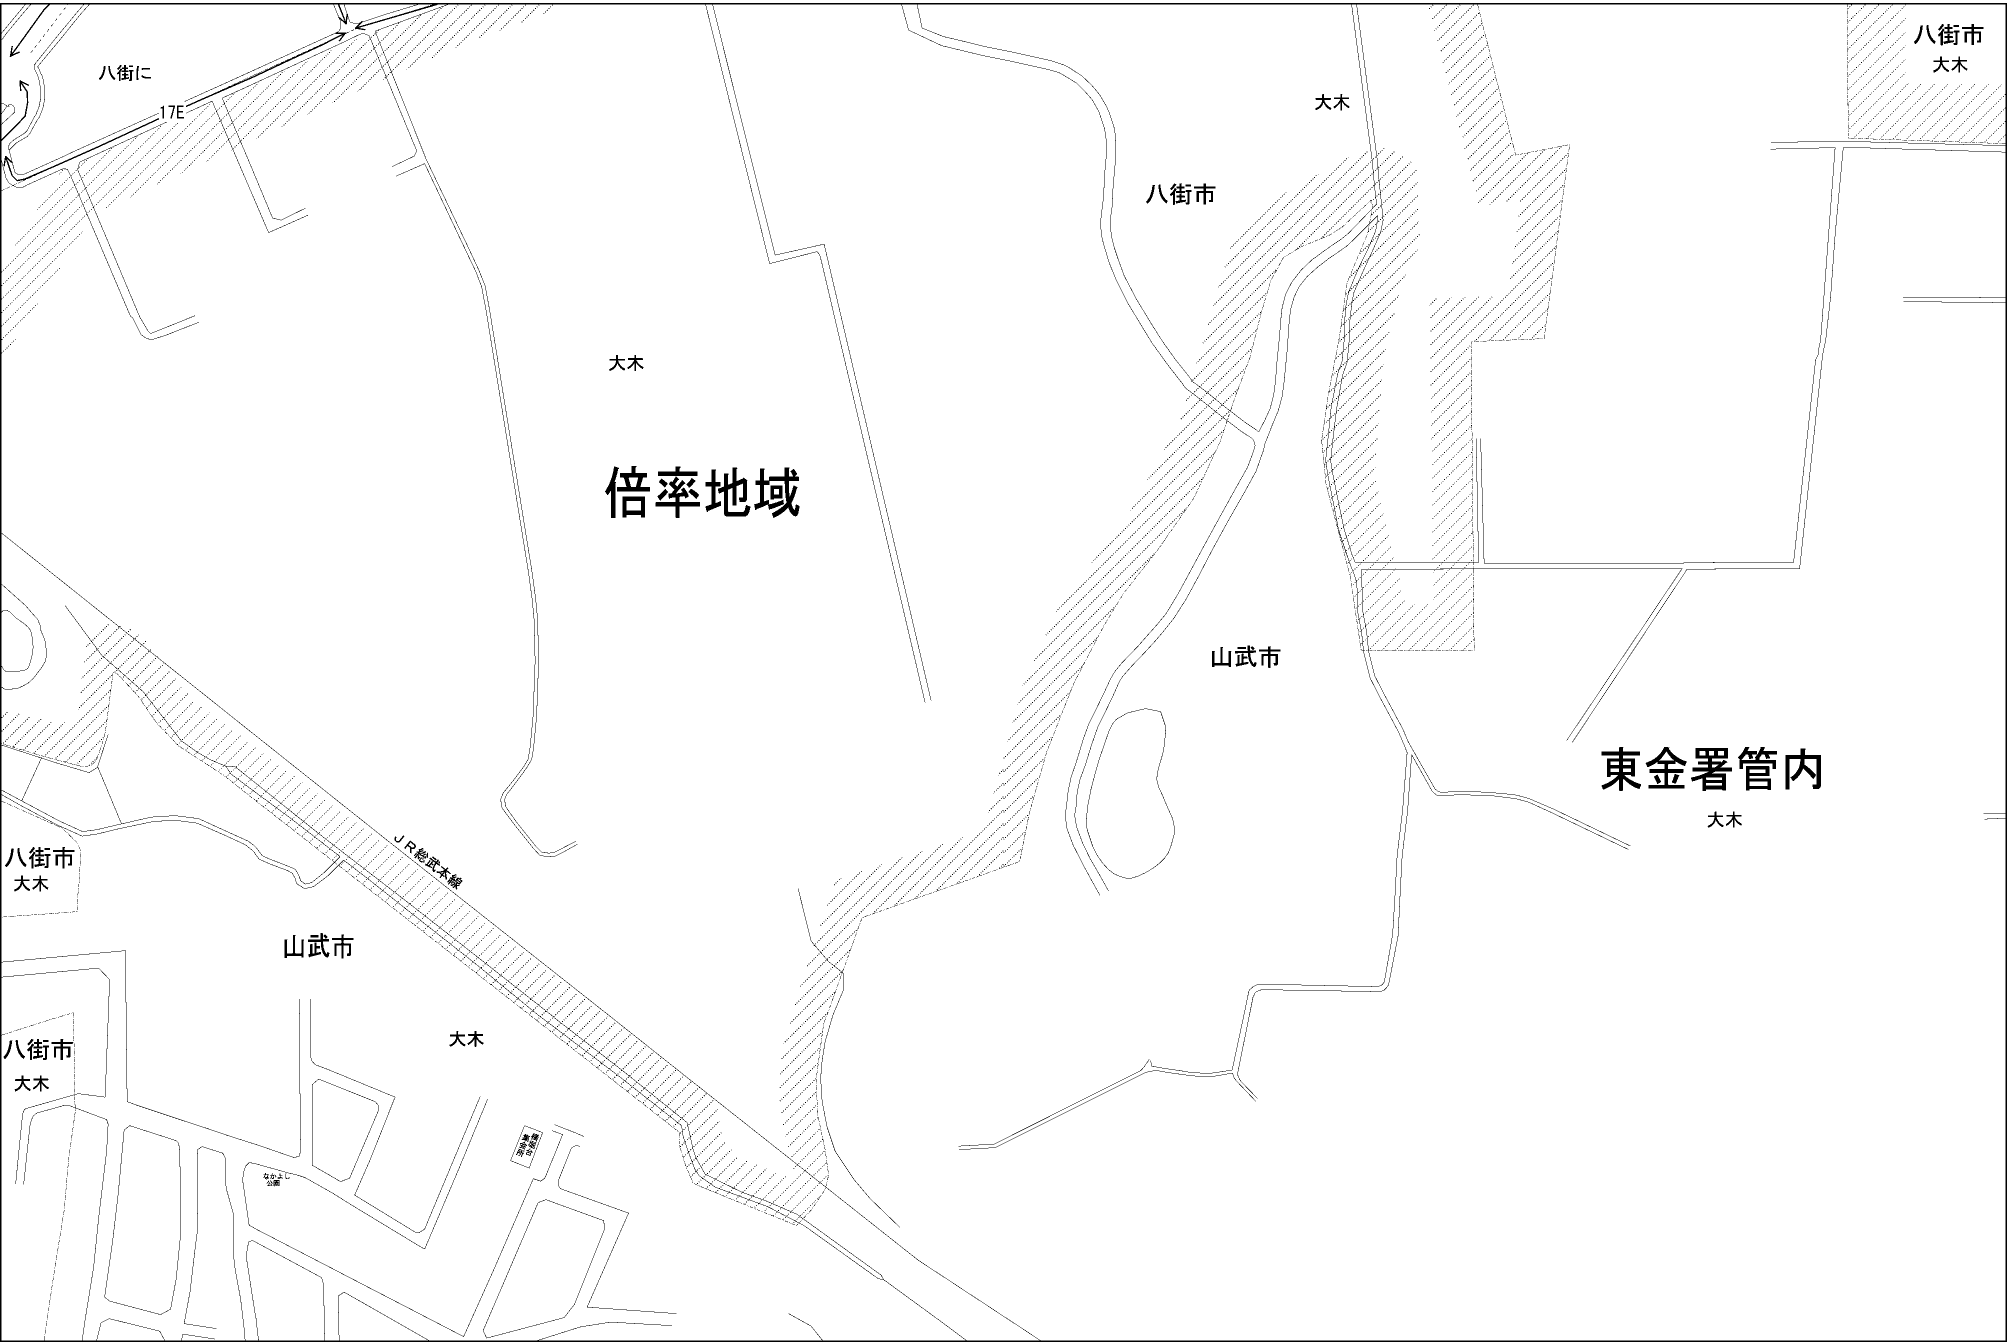 八街市
大木
八街に
17E
大木
八街市
大木
倍率地域
山武市
東金署管内
大木
JR総武本線
八街市
大木
山武市
大木
八街市
大木
集会所
なかよし
公園